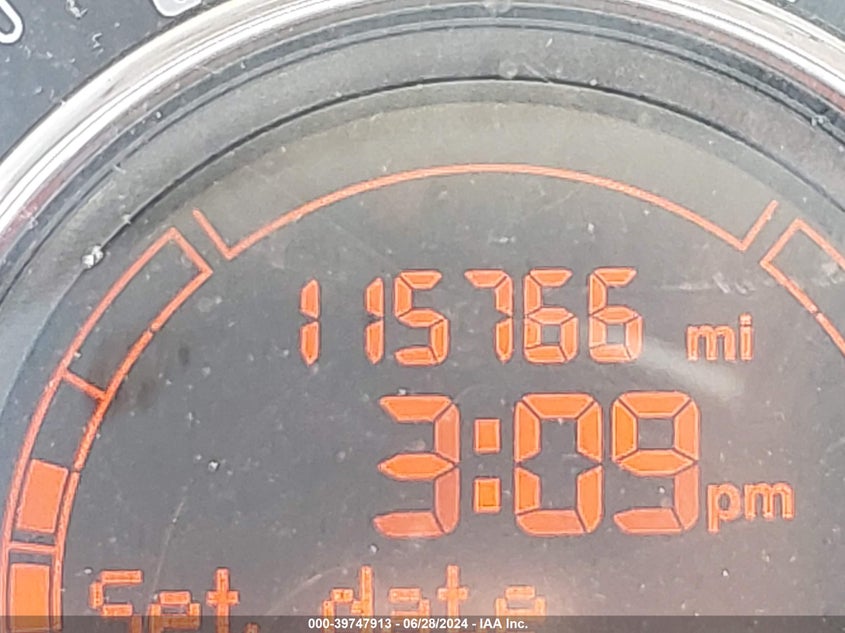 115766 mi
3:09 pm
Set. date
000-39747913 - 06/28/2024 - IAA Inc.